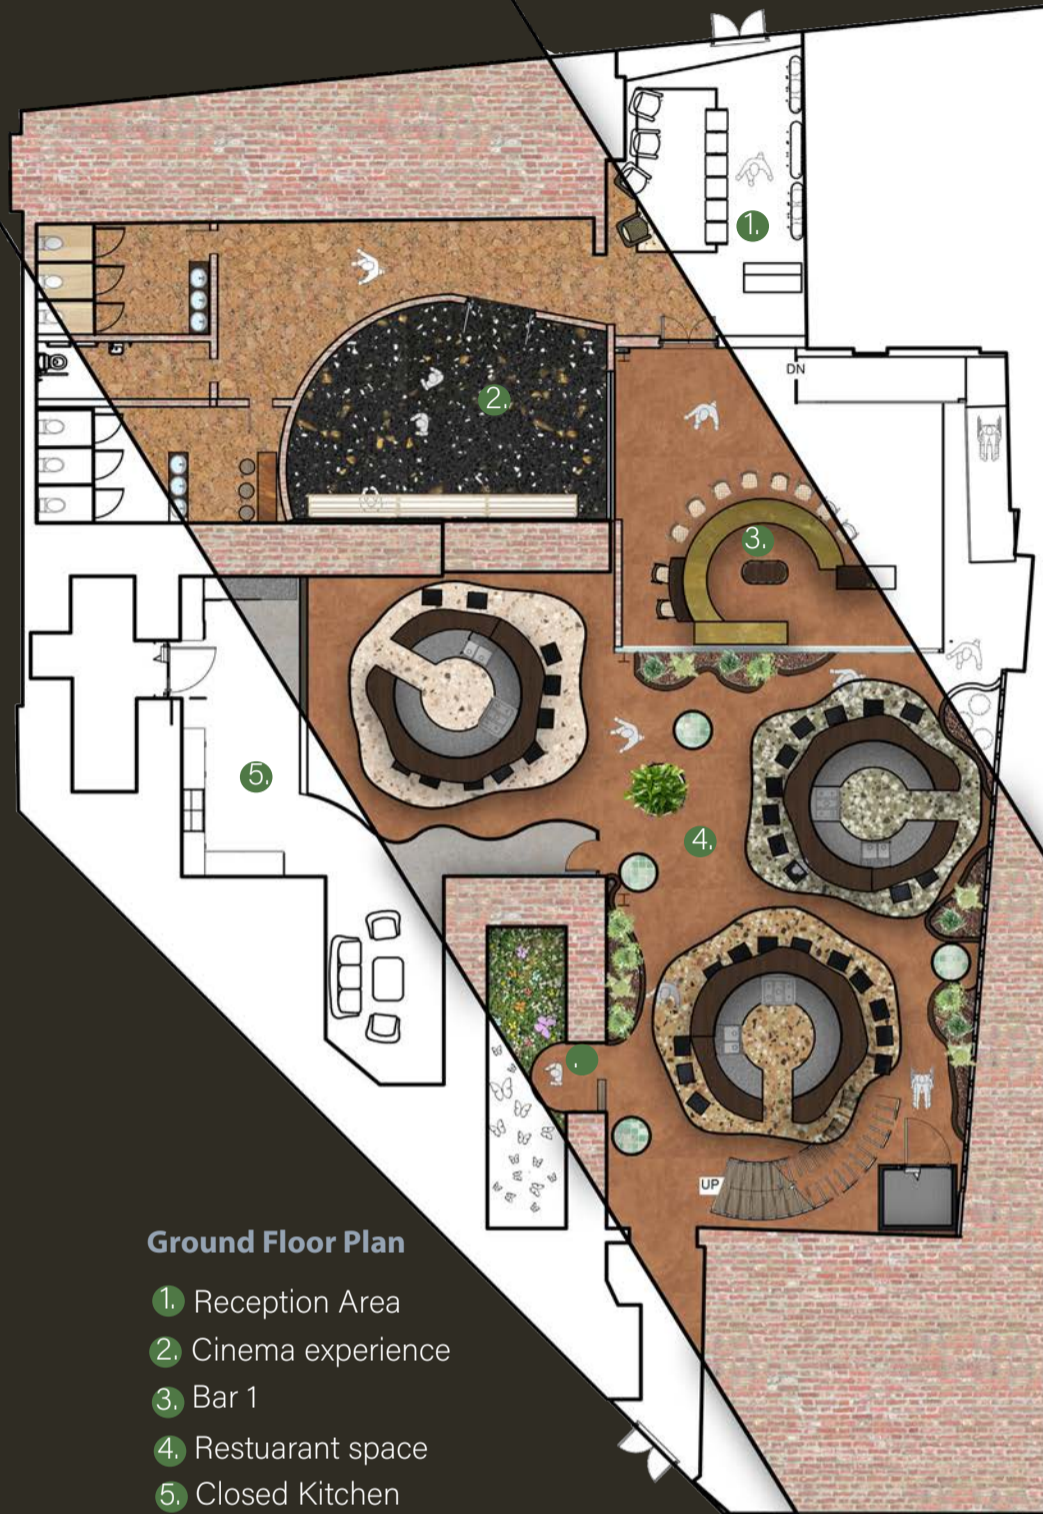 1.
DN
2.
3.
5.
4.
.
UP
Ground Floor Plan
1. Reception Area
2. Cinema experience
3. Bar 1
4. Restuarant space
5. Closed Kitchen